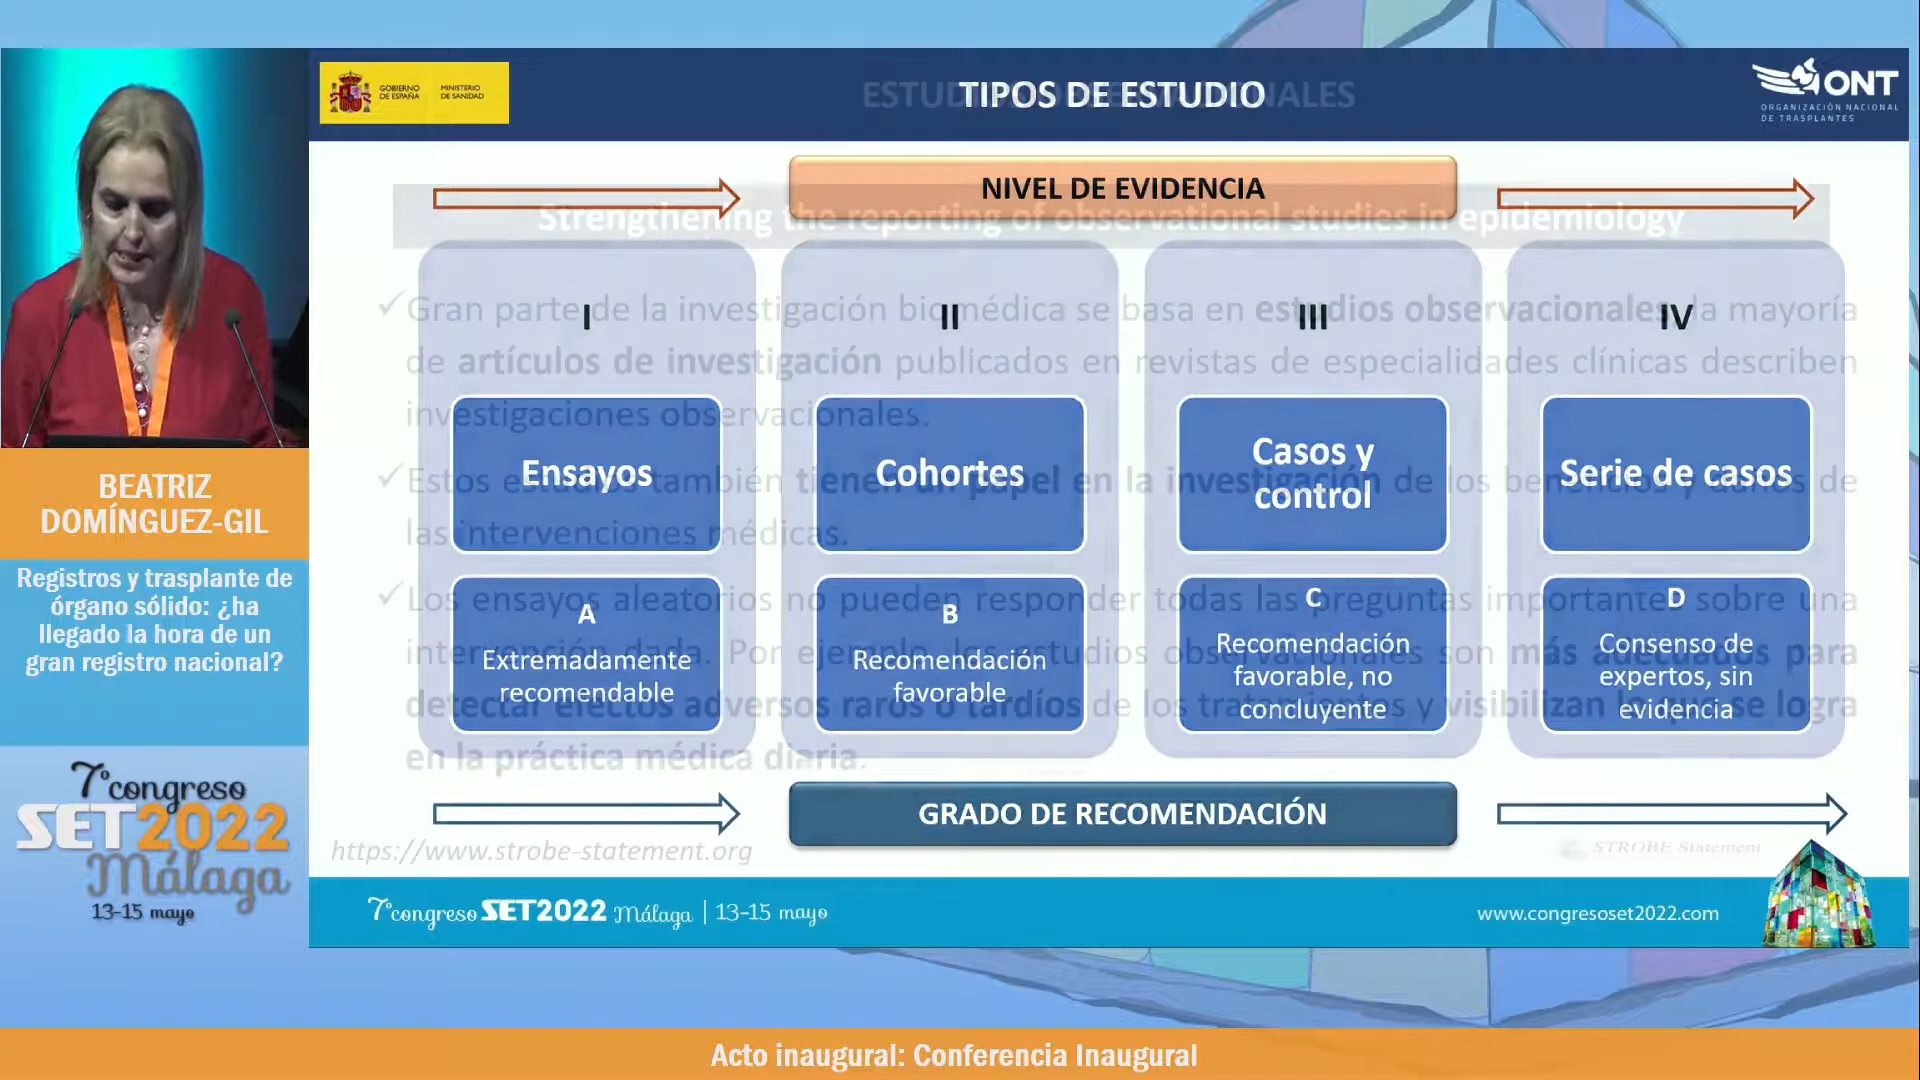 GOBIERNO
DE ESPAÑA
MINISTERIO
DE SANIDAD
TIPOS DE ESTUDIO
ONT
ORGANIZACIÓN NACIONAL
DE TRASPLANTES
NIVEL DE EVIDENCIA
Strengthening the reporting of observational studies in epidemiology
I
II
III
IV
Gran parte de la investigación biomédica se basa en estudios observacionales, la mayoría
de artículos de investigación publicados en revistas de especialidades clínicas describen
investigaciones observacionales.
Ensayos
Cohortes
Casos y
control
Serie de casos
Estos estudios también tienen un papel en la investigación de los beneficios y daños de
las intervenciones médicas.
A
Extremadamente
recomendable
B
Recomendación
favorable
C
Recomendación
favorable, no
concluyente
D
Consenso de
expertos, sin
evidencia
Los ensayos aleatorios no pueden responder todas las preguntas importantes sobre una
intervención dada. Por ejemplo, los estudios observacionales son más adecuados para
detectar efectos adversos raros o tardíos de los tratamientos y visibilizan lo que se logra
en la práctica médica diaria.
GRADO DE RECOMENDACIÓN
https://www.strobe-statement.org
STROBE Statement
7º congreso SET2022 Málaga | 13-15 mayo
www.congresoset2022.com
BEATRIZ
DOMÍNGUEZ-GIL
Registros y trasplante de
órgano sólido: ¿ha
llegado la hora de un
gran registro nacional?
7º congreso
SET2022
Málaga
13-15 mayo
Acto inaugural: Conferencia Inaugural